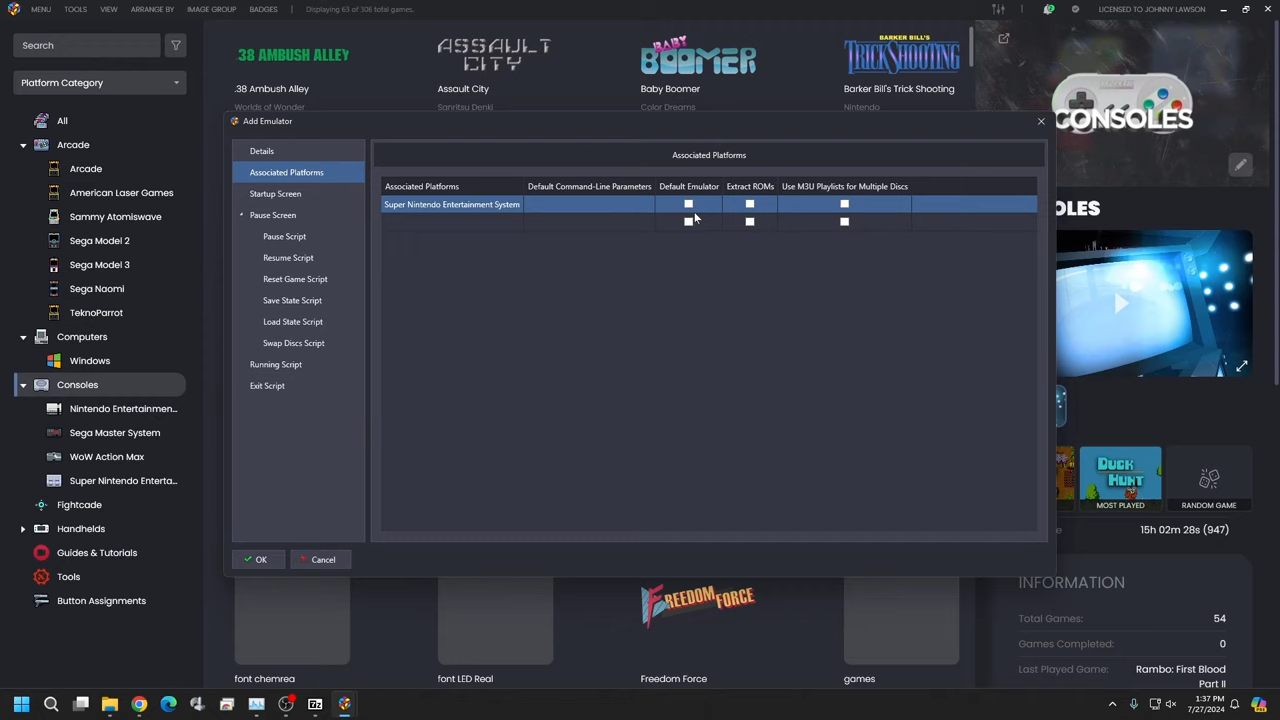 MENU TOOLS VIEW ARRANGE BY IMAGE GROUP BADGES Displaying 63 of 306 total games. LICENSED TO JOHNNY LAWSON
Search
Platform Category
All
Arcade
Arcade
American Laser Games
Sammy Atomiswave
Sega Model 2
Sega Model 3
Sega Naomi
TeknoParrot
Computers
Windows
Consoles
Nintendo Entertainmen...
Sega Master System
WoW Action Max
Super Nintendo Enterta...
Fightcade
Handhelds
Guides & Tutorials
Tools
Button Assignments
38 AMBUSH ALLEY
.38 Ambush Alley
Worlds of Wonder
ASSAULT
CITY
Assault City
Sanritsu Denki
BABY
BOOMER
Baby Boomer
Color Dreams
BARKER BILL'S
TRICK SHOOTING
Barker Bill's Trick Shooting
Nintendo
Add Emulator
Details
Associated Platforms
Startup Screen
Pause Screen
Pause Script
Resume Script
Reset Game Script
Save State Script
Load State Script
Swap Discs Script
Running Script
Exit Script
Associated Platforms
Associated Platforms Default Command-Line Parameters Default Emulator Extract ROMs Use M3U Playlists for Multiple Discs
Super Nintendo Entertainment System
OK Cancel
font chemrea
font LED Real
FREEDOM FORCE
Freedom Force
games
CONSOLES
OLES
DUCK
HUNT
MOST PLAYED
RANDOM GAME
15h 02m 28s (947)
INFORMATION
Total Games: 54
Games Completed: 0
Last Played Game: Rambo: First Blood
Part II
1:37 PM
7/27/2024